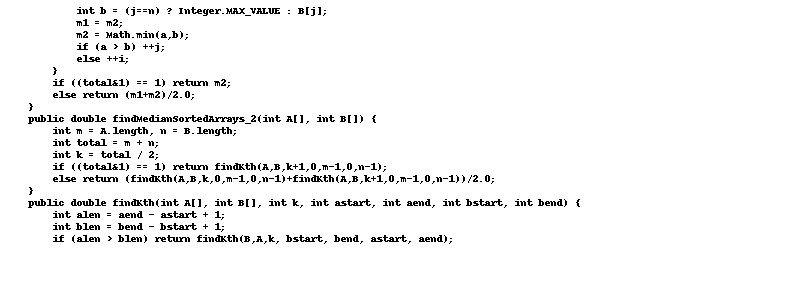 int b = (j==n) ? Integer.MAX_VALUE : B[j];
m1 = m2;
m2 = Math.min(a,b);
if (a > b) ++j;
else ++i;
}
if ((total&1) == 1) return m2;
else return (m1+m2)/2.0;
}
public double findMedianSortedArrays_2(int A[], int B[]) {
int m = A.length, n = B.length;
int total = m + n;
int k = total / 2;
if ((total&1) == 1) return findKth(A,B,k+1,0,m-1,0,n-1);
else return (findKth(A,B,k,0,m-1,0,n-1)+findKth(A,B,k+1,0,m-1,0,n-1))/2.0;
}
public double findKth(int A[], int B[], int k, int astart, int aend, int bstart, int bend) {
int alen = aend - astart + 1;
int blen = bend - bstart + 1;
if (alen > blen) return findKth(B,A,k, bstart, bend, astart, aend);